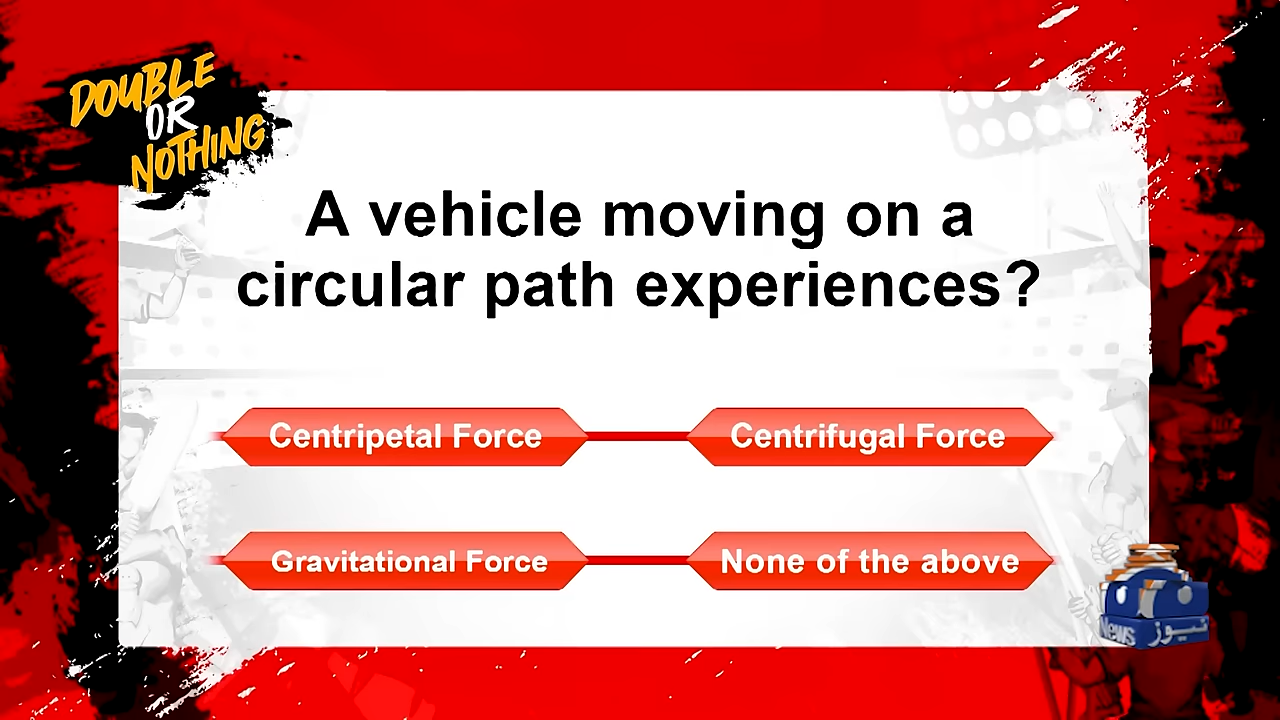 DOUBLE
OR
NOTHING
A vehicle moving on a
circular path experiences?
Centripetal Force
Centrifugal Force
Gravitational Force
None of the above
News نیوز